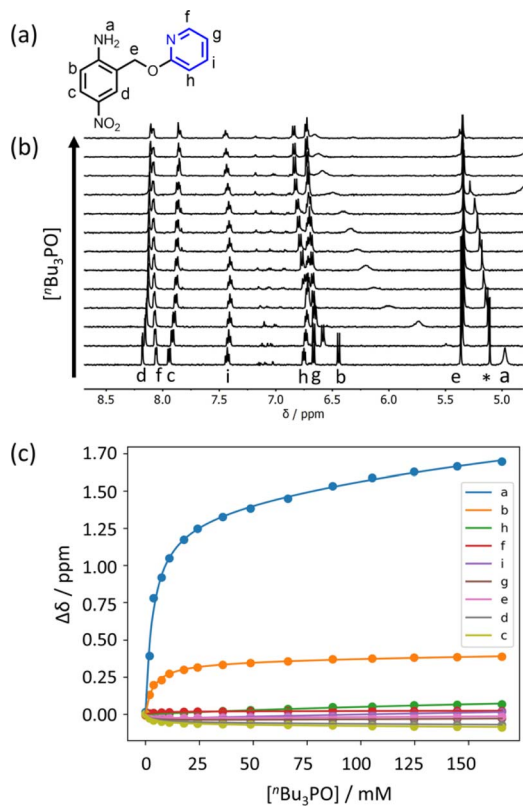 (a)
a
NH₂
b
c
d
e
O
N
f
g
h
i
NO₂
(b)
[ⁿBu₃PO]
d f c i h g b e * a
8.5 8.0 7.5 7.0 6.5 6.0 5.5 5.0
δ / ppm
(c)
1.70
1.50
1.25
1.00
0.75
0.50
0.25
0.00
Δδ / ppm
a
b
h
f
i
g
e
d
c
0 25 50 75 100 125 150
[ⁿBu₃PO] / mM